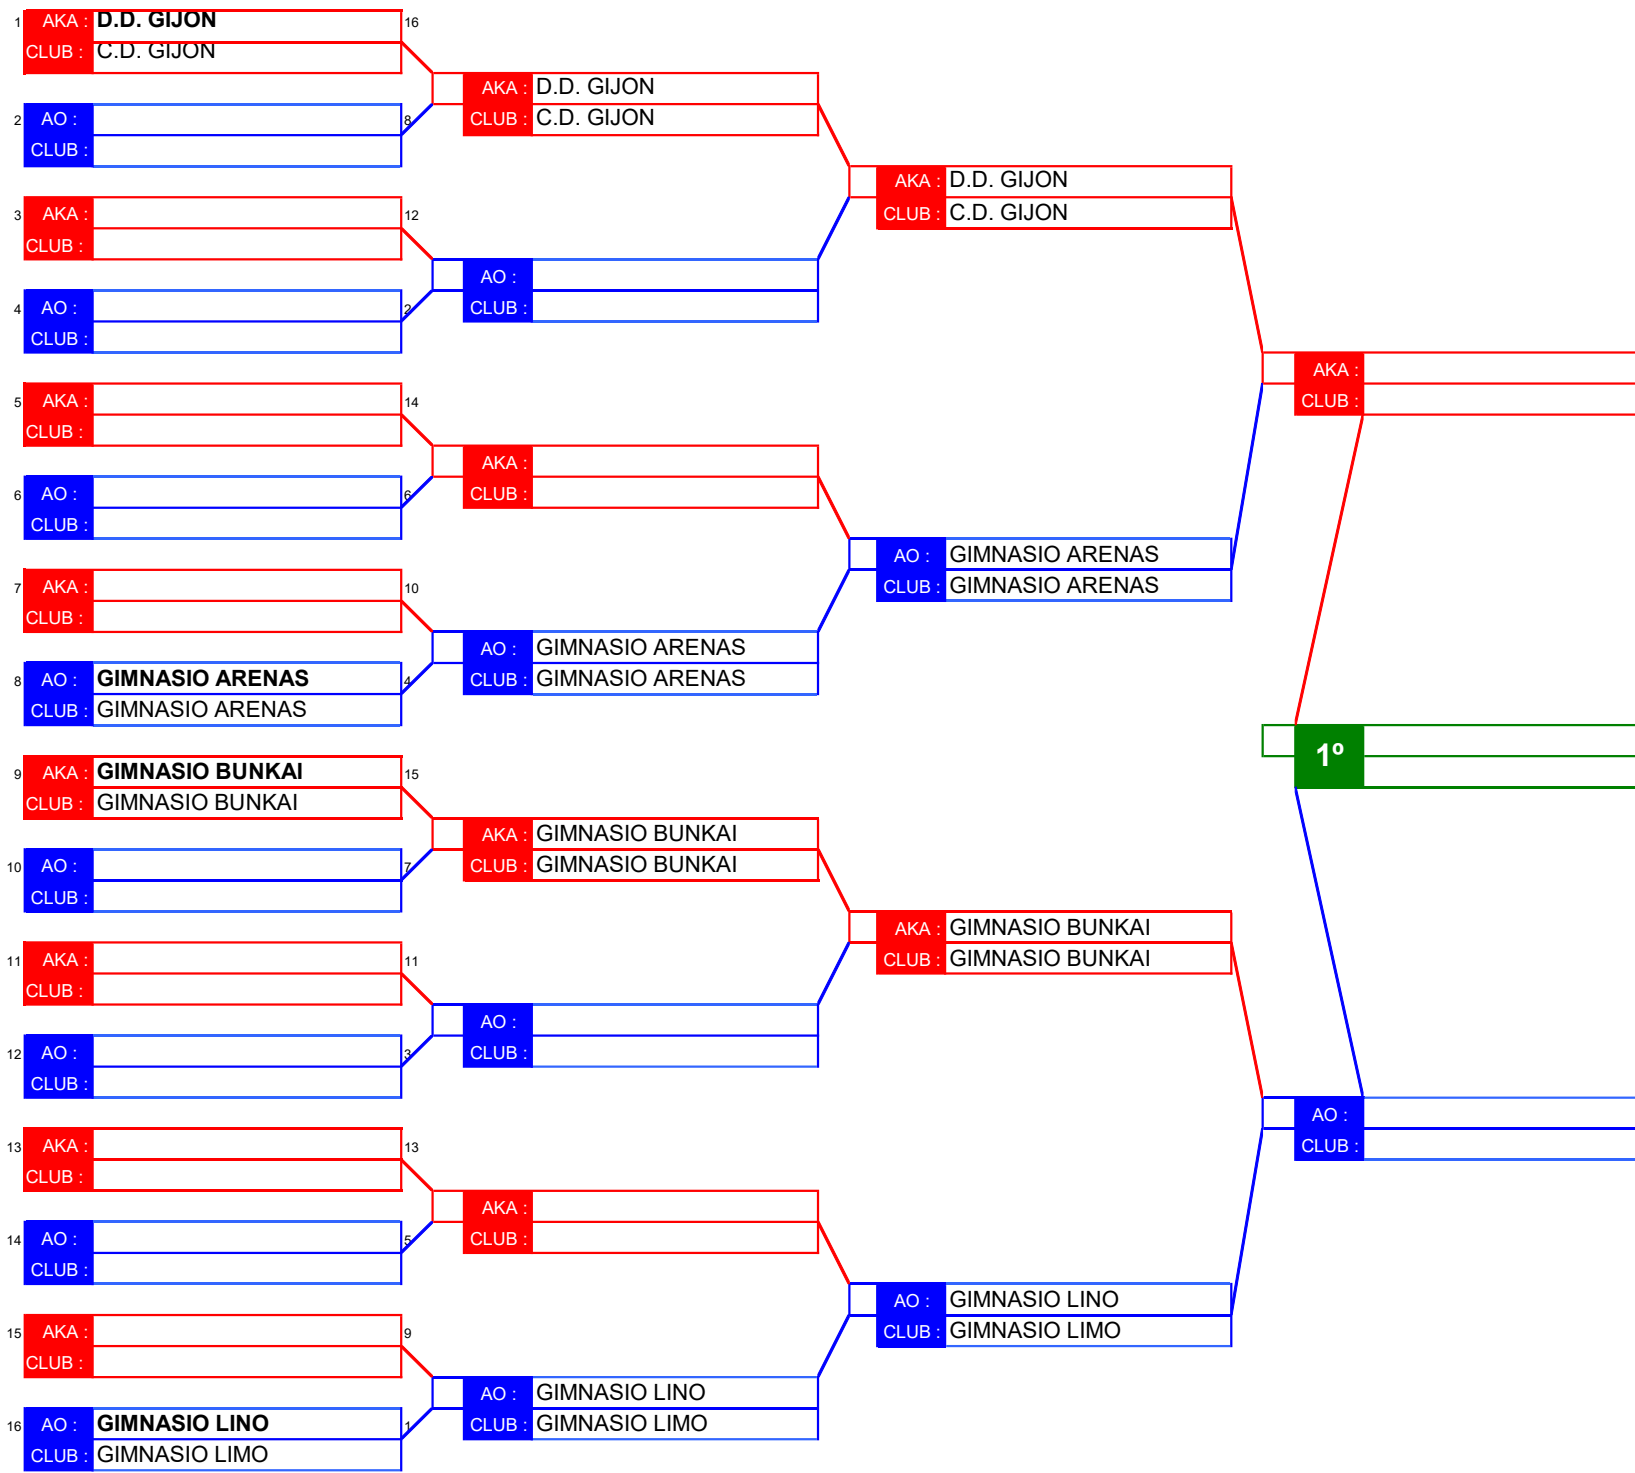 1 AKA : D.D. GIJON 16
CLUB : C.D. GIJON
AKA : D.D. GIJON
2 AO : 8 CLUB : C.D. GIJON
CLUB :
AKA : D.D. GIJON
3 AKA : 12 CLUB : C.D. GIJON
CLUB :
AO :
4 AO : 2 CLUB :
CLUB :
AKA :
5 AKA : 14 CLUB :
CLUB :
AKA :
6 AO : 6 CLUB :
CLUB :
AO : GIMNASIO ARENAS
7 AKA : 10 CLUB : GIMNASIO ARENAS
CLUB :
AO : GIMNASIO ARENAS
8 AO : GIMNASIO ARENAS 4 CLUB : GIMNASIO ARENAS
CLUB : GIMNASIO ARENAS
1º
9 AKA : GIMNASIO BUNKAI 15
CLUB : GIMNASIO BUNKAI
AKA : GIMNASIO BUNKAI
10 AO : 7 CLUB : GIMNASIO BUNKAI
CLUB :
AKA : GIMNASIO BUNKAI
11 AKA : 11 CLUB : GIMNASIO BUNKAI
CLUB :
AO :
12 AO : 3 CLUB :
CLUB :
AO :
13 AKA : 13 CLUB :
CLUB :
AKA :
14 AO : 5 CLUB :
CLUB :
AO : GIMNASIO LINO
15 AKA : 9 CLUB : GIMNASIO LIMO
CLUB :
AO : GIMNASIO LINO
16 AO : GIMNASIO LINO 1 CLUB : GIMNASIO LIMO
CLUB : GIMNASIO LIMO